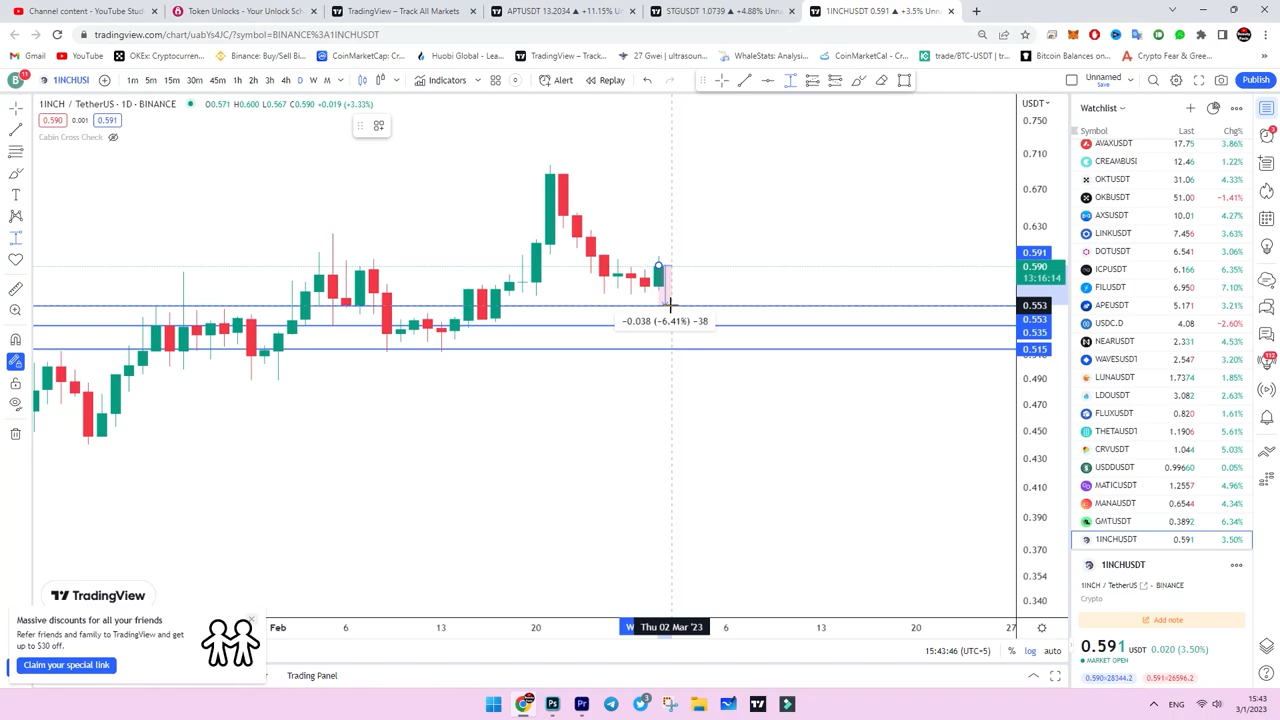 content - YouTube Studi
Token Unlocks - Your Unlock Sch
TradingView – Track All Markets
APTUSDT 13.2034 ▲ +11.15% Unn
STGUSDT 1.0739 ▲ +4.88% Unna
1INCHUSDT 0.591 ▲ +3.5% Unn
tradingview.com/chart/uabYs4JC/?symbol=BINANCE%3A1INCHUSDT
Gmail YouTube OKEx Cryptocurren... Binance: Buy/Sell Bi... CoinMarketCap: Cr... Huobi Global - Leadi... TradingView – Track... 27 Gwei | ultrasoun... WhaleStats: Analysi... CoinMarketCal - Cr... trade/BTC-USDT | tr... Bitcoin Balances on... Crypto Fear & Gree...
B 11 1INCHUSI 1m 5m 15m 30m 45m 1h 2h 3h 4h D W M Indicators Alert Replay Unnamed Save Publish
1INCH / TetherUS · 1D · BINANCE O0.571 H0.600 L0.567 C0.590 +0.019 (+3.33%)
0.590 0.001 0.591
Cabin Cross Check
USDT
0.750
0.710
0.670
0.630
0.591
0.590
13:16:14
0.553
0.553
0.535
0.515
0.490
0.470
0.450
0.430
0.410
0.390
0.370
0.354
0.340
−0.038 (−6.41%) −38
Watchlist
Symbol Last Chg%
AVAXUSDT 17.75 3.86%
CREAMBUSI 12.46 1.22%
OKTUSDT 31.06 4.33%
OKBUSDT 51.00 −1.41%
AXSUSDT 10.01 4.27%
LINKUSDT 7.456 3.63%
DOTUSDT 6.541 3.06%
ICPUSDT 6.166 6.35%
FILUSDT 6.950 7.10%
APEUSDT 5.171 3.21%
USDC.D 4.08 −2.60%
NEARUSDT 2.331 4.53%
WAVESUSDT 2.547 3.20%
LUNAUSDT 1.7374 1.85%
LDOUSDT 3.082 2.63%
FLUXUSDT 0.820 1.61%
THETAUSDT 1.1906 5.61%
CRVUSDT 1.044 5.03%
USDDUSDT 0.99660 0.05%
MATICUSDT 1.2557 4.96%
MANAUSDT 0.6544 4.34%
GMTUSDT 0.3892 6.34%
1INCHUSDT 0.591 3.50%
1INCHUSDT
1INCH / TetherUS - BINANCE
Crypto
Add note
0.591 USDT 0.020 (3.50%)
MARKET OPEN
0.590×28344.2 0.591×26596.2
TradingView
Massive discounts for all your friends
Refer friends and family to TradingView and get
up to $30 off.
Claim your special link
Feb 6 13 20 W Thu 02 Mar '23 6 13 20 27
15:43:46 (UTC+5) % log auto
Trading Panel
3
112
3
ENG
15:43
3/1/2023